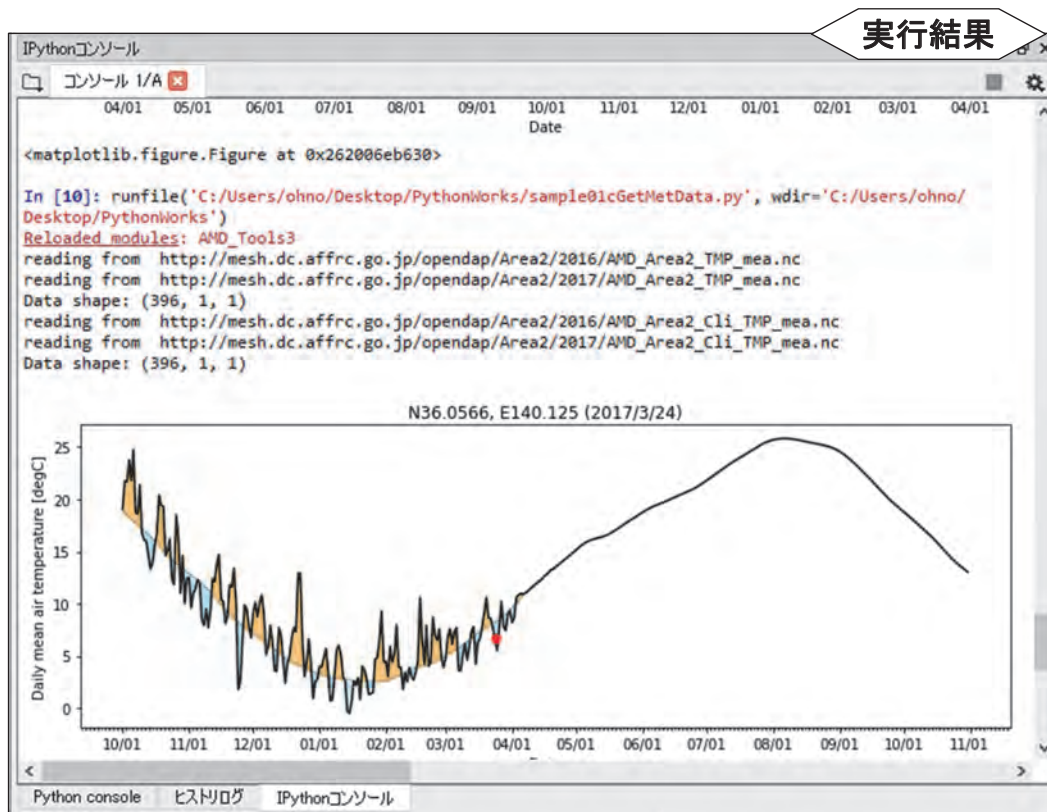 実行結果
IPythonコンソール
コンソール 1/A
04/01 05/01 06/01 07/01 08/01 09/01 10/01 11/01 12/01 01/01 02/01 03/01 04/01
Date
<matplotlib.figure.Figure at 0x262006eb630>
In [10]: runfile('C:/Users/ohno/Desktop/PythonWorks/sample01cGetMetData.py', wdir='C:/Users/ohno/
Desktop/PythonWorks')
Reloaded modules: AMD_Tools3
reading from  http://mesh.dc.affrc.go.jp/opendap/Area2/2016/AMD_Area2_TMP_mea.nc
reading from  http://mesh.dc.affrc.go.jp/opendap/Area2/2017/AMD_Area2_TMP_mea.nc
Data shape: (396, 1, 1)
reading from  http://mesh.dc.affrc.go.jp/opendap/Area2/2016/AMD_Area2_Cli_TMP_mea.nc
reading from  http://mesh.dc.affrc.go.jp/opendap/Area2/2017/AMD_Area2_Cli_TMP_mea.nc
Data shape: (396, 1, 1)
N36.0566, E140.125 (2017/3/24)
Daily mean air temperature [degC]
25
20
15
10
5
0
10/01 11/01 12/01 01/01 02/01 03/01 04/01 05/01 06/01 07/01 08/01 09/01 10/01 11/01
Python console ヒストリログ IPythonコンソール